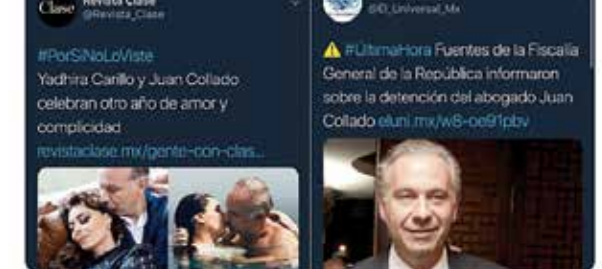 Clase
Revista Clase
@Revista_Clase
#PorSiNoLoViste
Yadhira Carillo y Juan Collado
celebran otro año de amor y
complicidad
revistaclase.mx/gente-con-clas...
@El_Universal_Mx
⚠️ #ÚltimaHora Fuentes de la Fiscalía
General de la República informaron
sobre la detención del abogado Juan
Collado eluni.mx/w8-oe91pbv